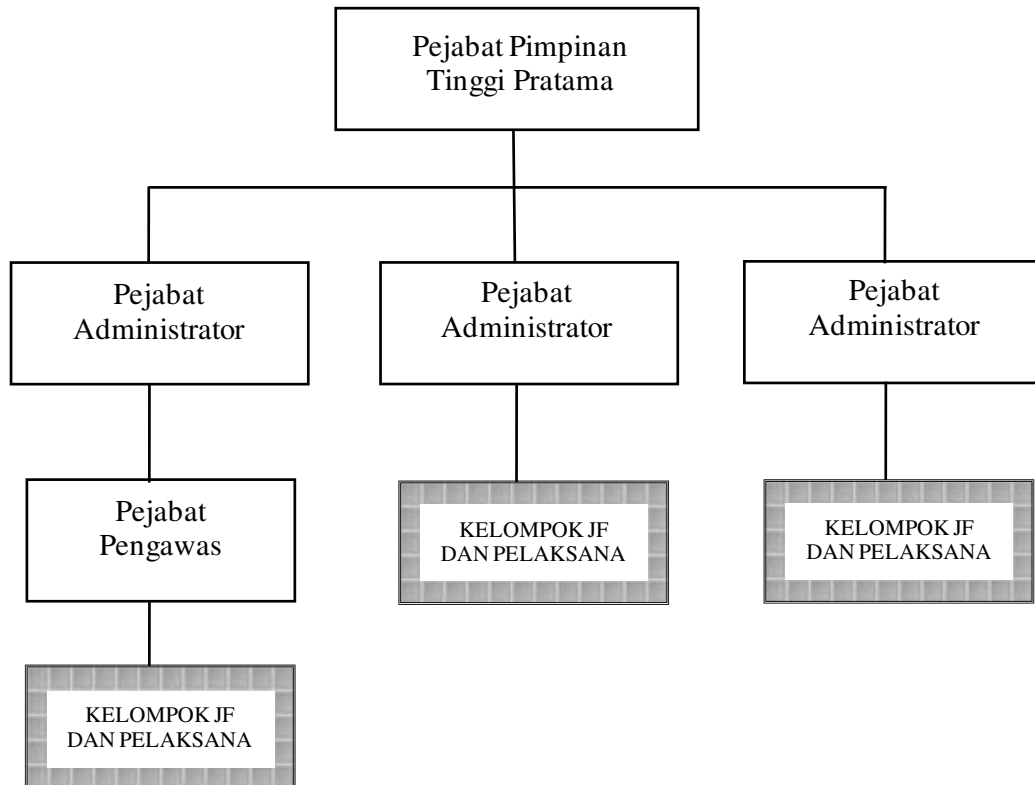 Pejabat Pimpinan
Tinggi Pratama
Pejabat
Administrator
Pejabat
Administrator
Pejabat
Administrator
Pejabat
Pengawas
KELOMPOK JF
DAN PELAKSANA
KELOMPOK JF
DAN PELAKSANA
KELOMPOK JF
DAN PELAKSANA